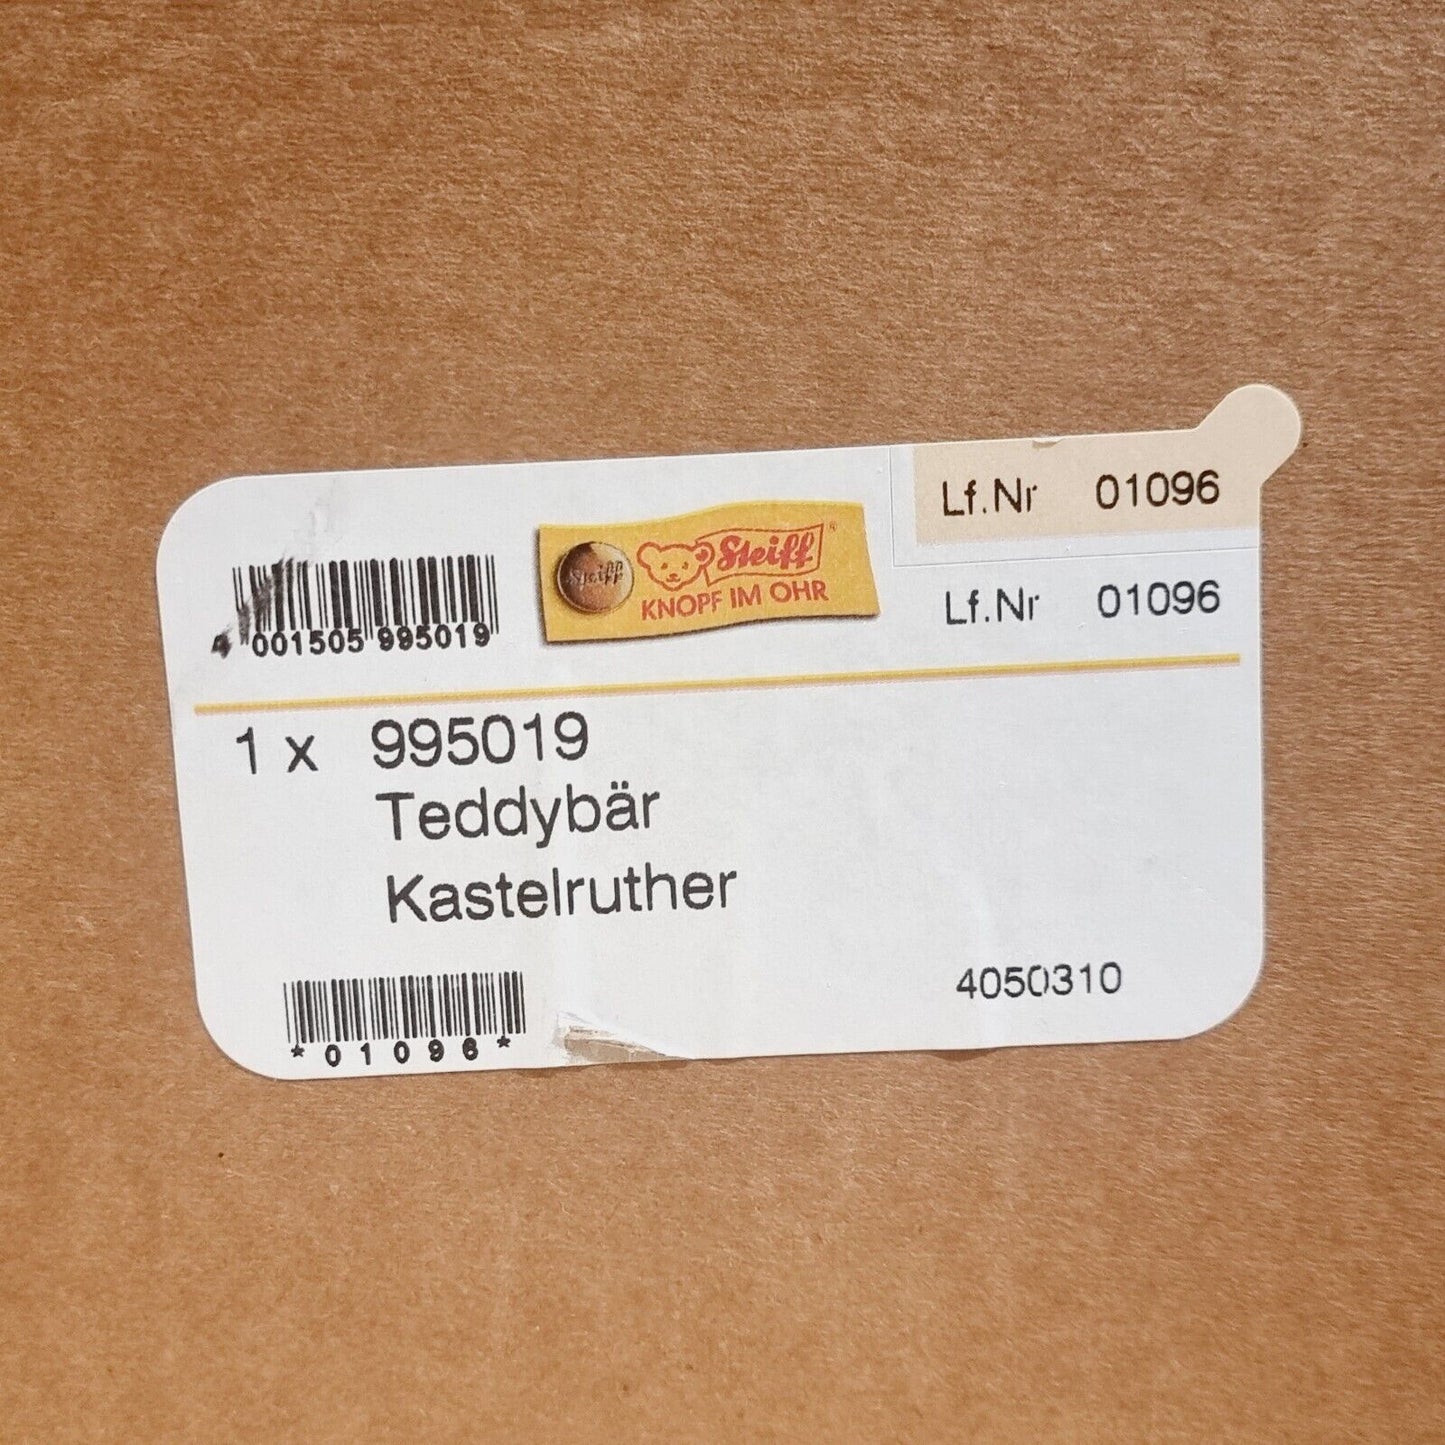 Lf.Nr 01096
Steiff
Steiff®
KNOPF IM OHR
Lf.Nr 01096
4 001505 995019
1 x 995019
Teddybär
Kastelruther
4050310
*01096*